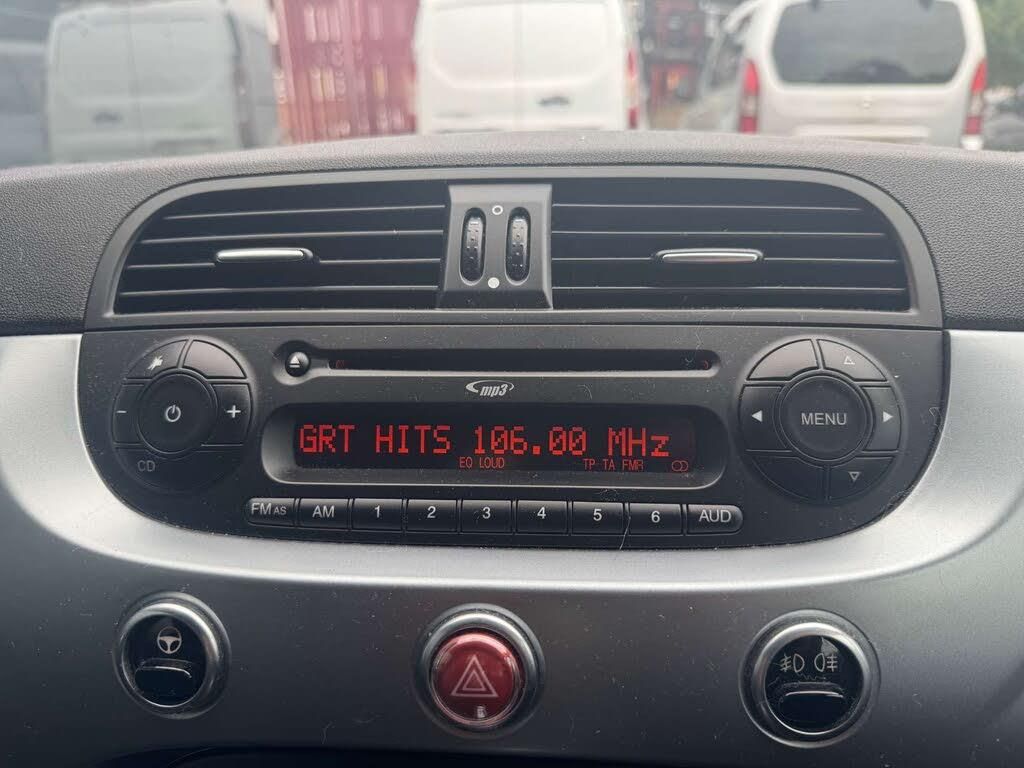 mp3
GRT HITS 106.00 MHz
EQ LOUD TP TA FMR
MENU
CD
FM AS AM 1 2 3 4 5 6 AUD